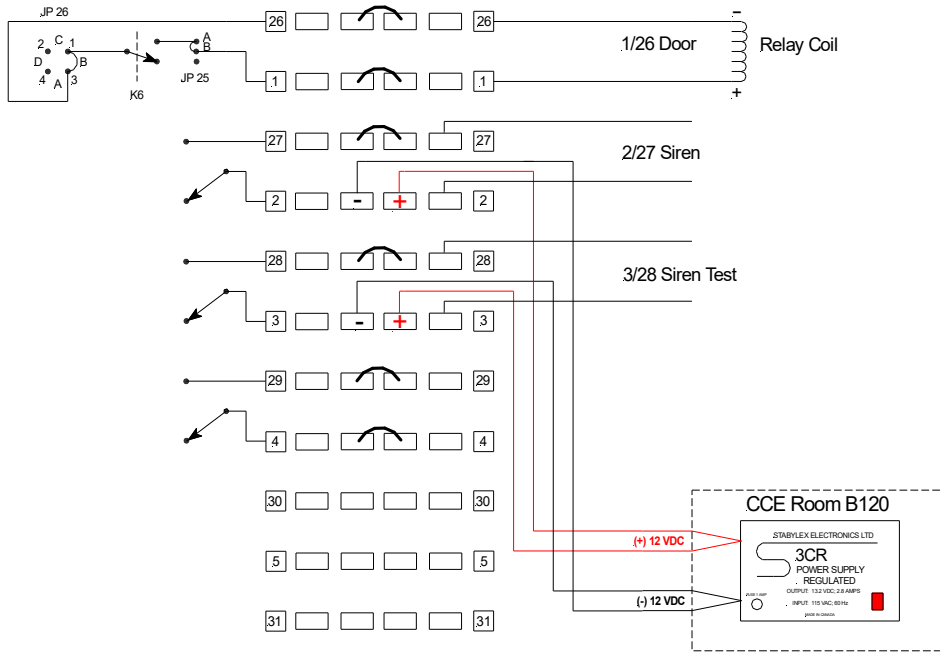 JP 26
26
26
-
2 C 1
A
B
1/26 Door
Relay Coil
D
B
4 A 3
JP 25
1
1
K6
+
27
27
2/27 Siren
2
-
+
2
28
28
3/28 Siren Test
3
-
+
3
29
29
4
4
30
30
CCE Room B120
STABYLEX ELECTRONICS LTD
(+) 12 VDC
3CR
5
5
POWER SUPPLY
REGULATED
OUTPUT: 13.2 VDC; 2.8 AMPS
(-) 12 VDC
FUSE 1 AMP
INPUT: 115 VAC; 60 Hz
MADE IN CANADA
31
31